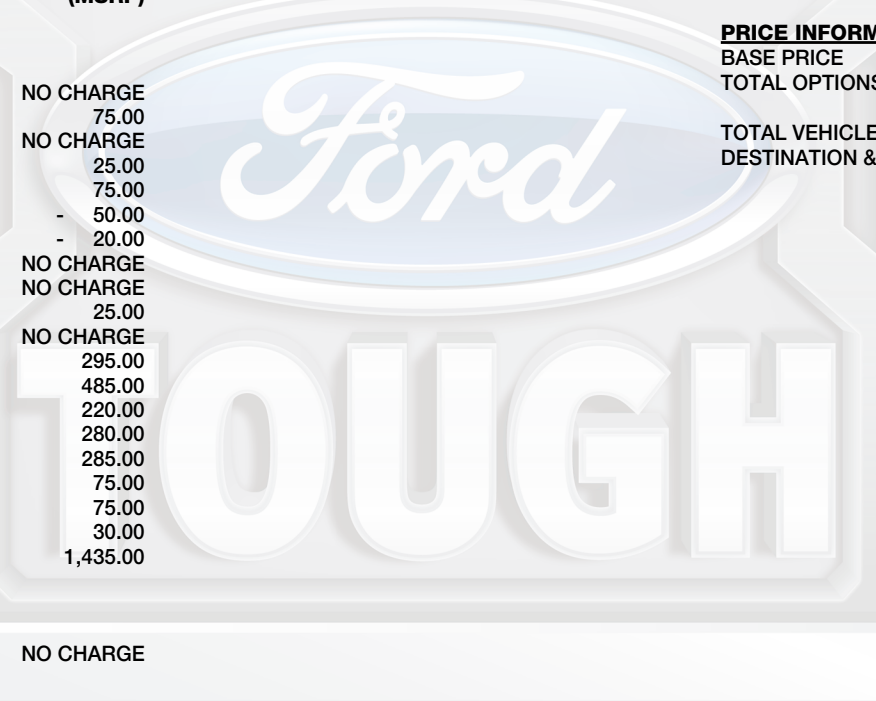 (MSRP)
NO CHARGE
75.00
NO CHARGE
25.00
75.00
- 50.00
- 20.00
NO CHARGE
NO CHARGE
25.00
NO CHARGE
295.00
485.00
220.00
280.00
285.00
75.00
75.00
30.00
1,435.00
NO CHARGE
PRICE INFORM
BASE PRICE
TOTAL OPTIONS
TOTAL VEHICLE
DESTINATION &
Ford
TOUGH